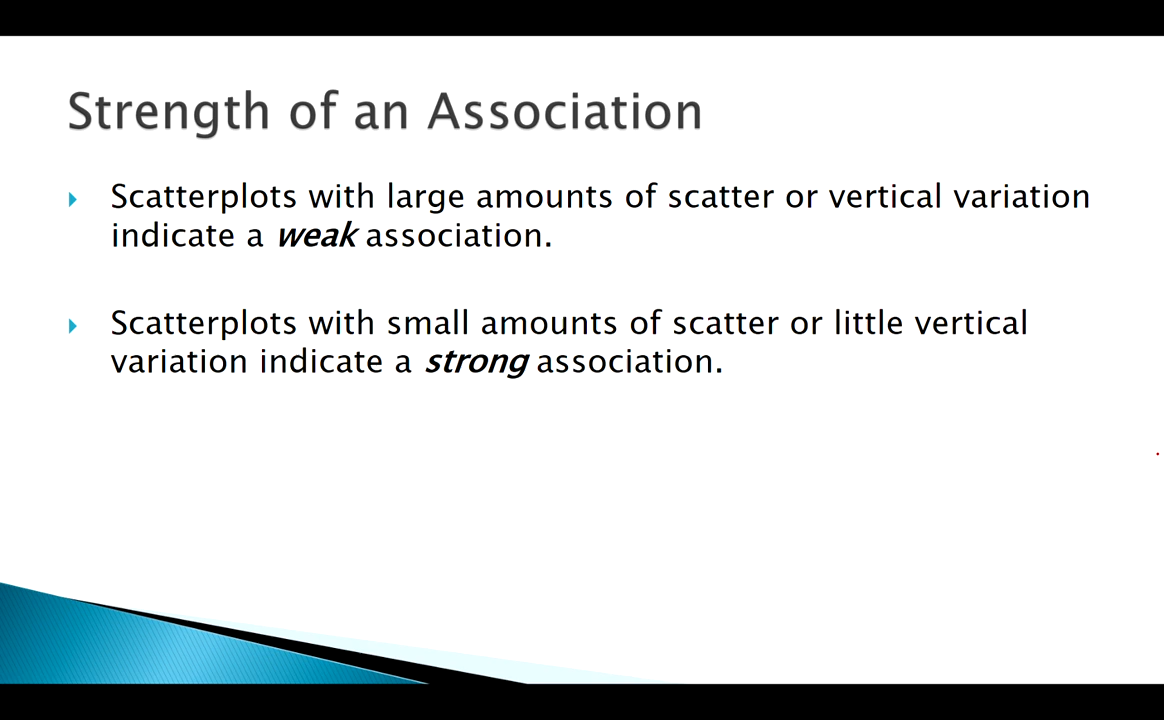 Strength of an Association
Scatterplots with large amounts of scatter or vertical variation
indicate a weak association.
Scatterplots with small amounts of scatter or little vertical
variation indicate a strong association.